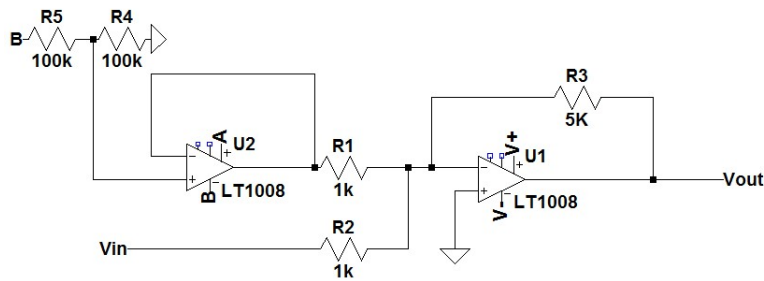 R5 R4
B
100k 100k
R3
5K
A U2
R1
V+ U1
B LT1008
1k
V- LT1008
Vout
R2
Vin
1k